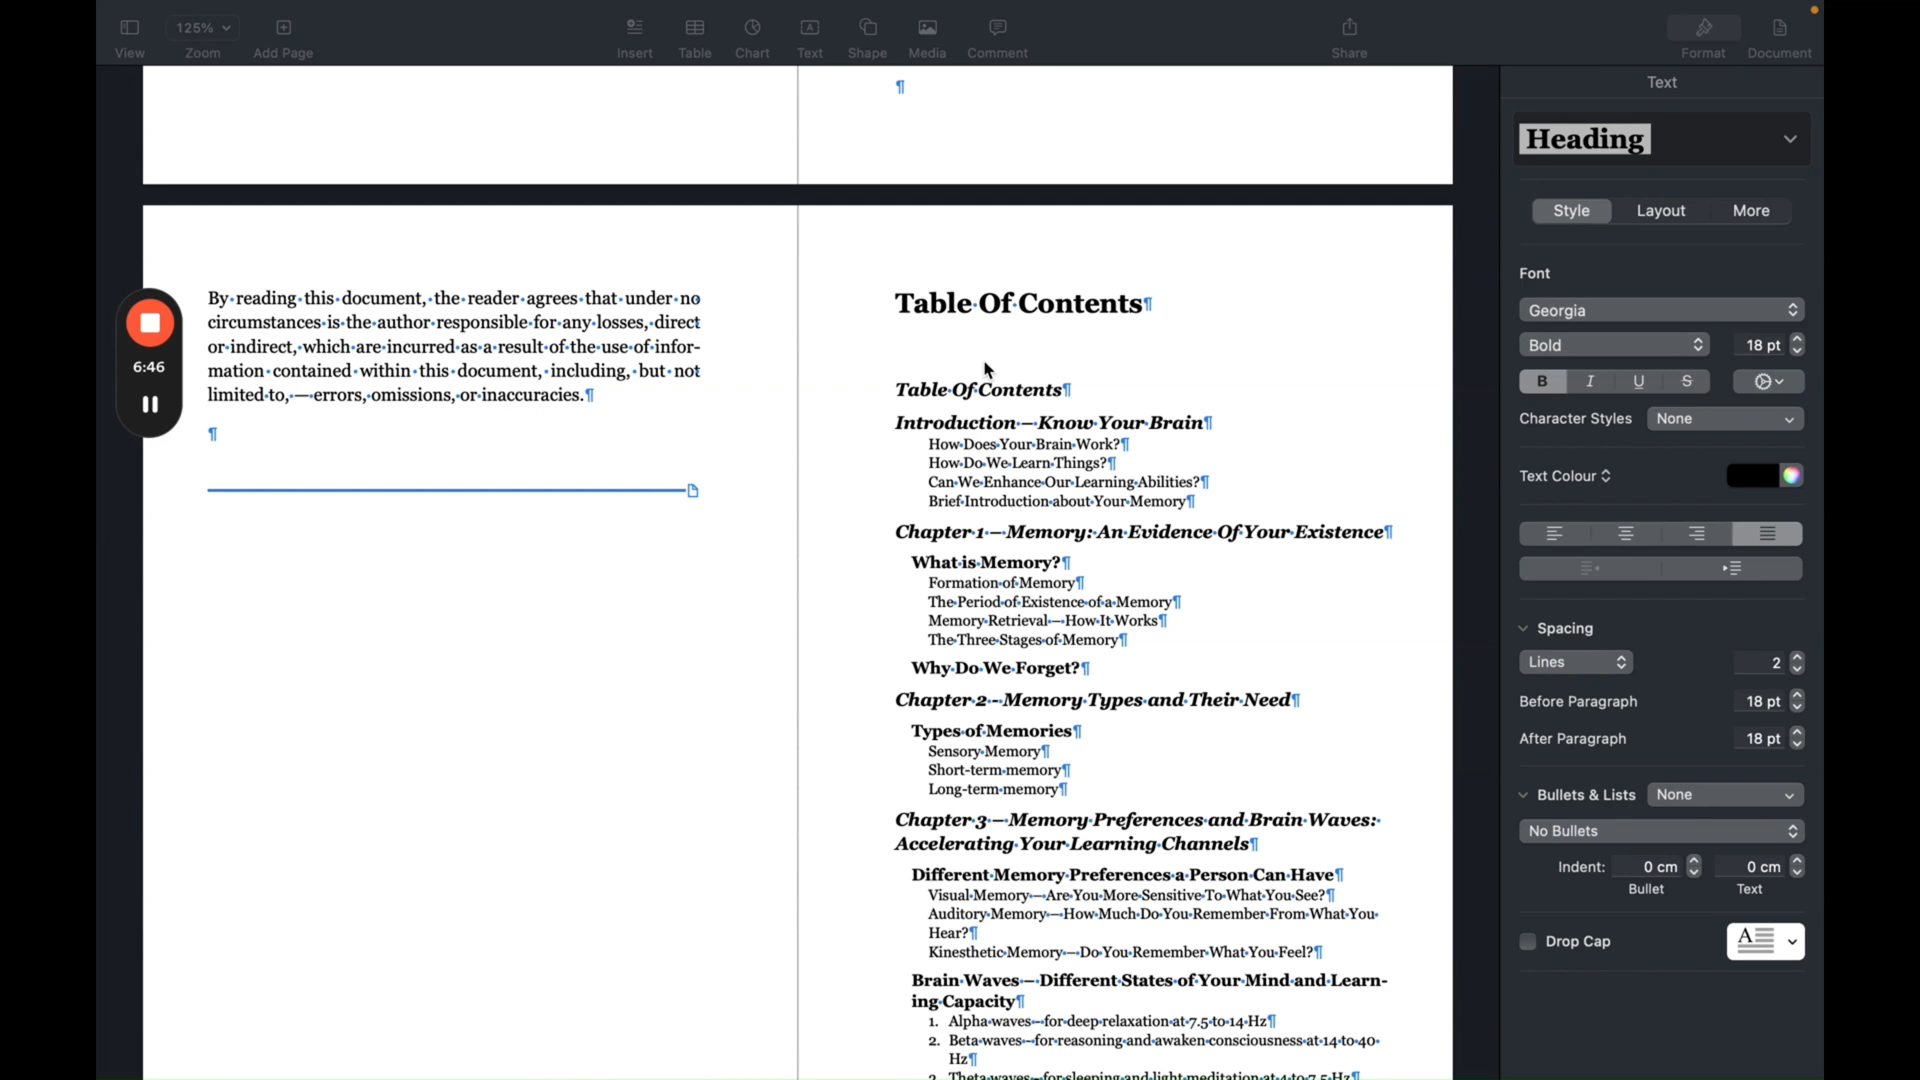 125%
View
Zoom
Add Page
Insert
Table
Chart
Text
Shape
Media
Comment
Share
Format
Document
¶
By reading this document, the reader agrees that under no
circumstances is the author responsible for any losses, direct
or indirect, which are incurred as a result of the use of infor-
mation contained within this document, including, but not
limited to, — errors, omissions, or inaccuracies.¶
¶
6:46
Table Of Contents¶
Table Of Contents¶
Introduction – Know Your Brain¶
How Does Your Brain Work?¶
How Do We Learn Things?¶
Can We Enhance Our Learning Abilities?¶
Brief Introduction about Your Memory¶
Chapter 1 – Memory: An Evidence Of Your Existence¶
What is Memory?¶
Formation of Memory¶
The Period of Existence of a Memory¶
Memory Retrieval – How It Works¶
The Three Stages of Memory¶
Why Do We Forget?¶
Chapter 2 - Memory Types and Their Need¶
Types of Memories¶
Sensory Memory¶
Short-term memory¶
Long-term memory¶
Chapter 3 – Memory Preferences and Brain Waves:
Accelerating Your Learning Channels¶
Different Memory Preferences a Person Can Have¶
Visual Memory – Are You More Sensitive To What You See?¶
Auditory Memory – How Much Do You Remember From What You
Hear?¶
Kinesthetic Memory – Do You Remember What You Feel?¶
Brain Waves – Different States of Your Mind and Learn-
ing Capacity¶
1. Alpha waves – for deep relaxation at 7.5 to 14 Hz¶
2. Beta waves – for reasoning and awaken consciousness at 14 to 40
Hz¶
3. Theta waves – for sleeping and light meditation at 4 to 7.5 Hz¶
Text
Heading
Style
Layout
More
Font
Georgia
Bold
18 pt
B I U S
Character Styles
None
Text Colour
Spacing
Lines
2
Before Paragraph
18 pt
After Paragraph
18 pt
Bullets & Lists
None
No Bullets
Indent:
0 cm
0 cm
Bullet
Text
Drop Cap
A